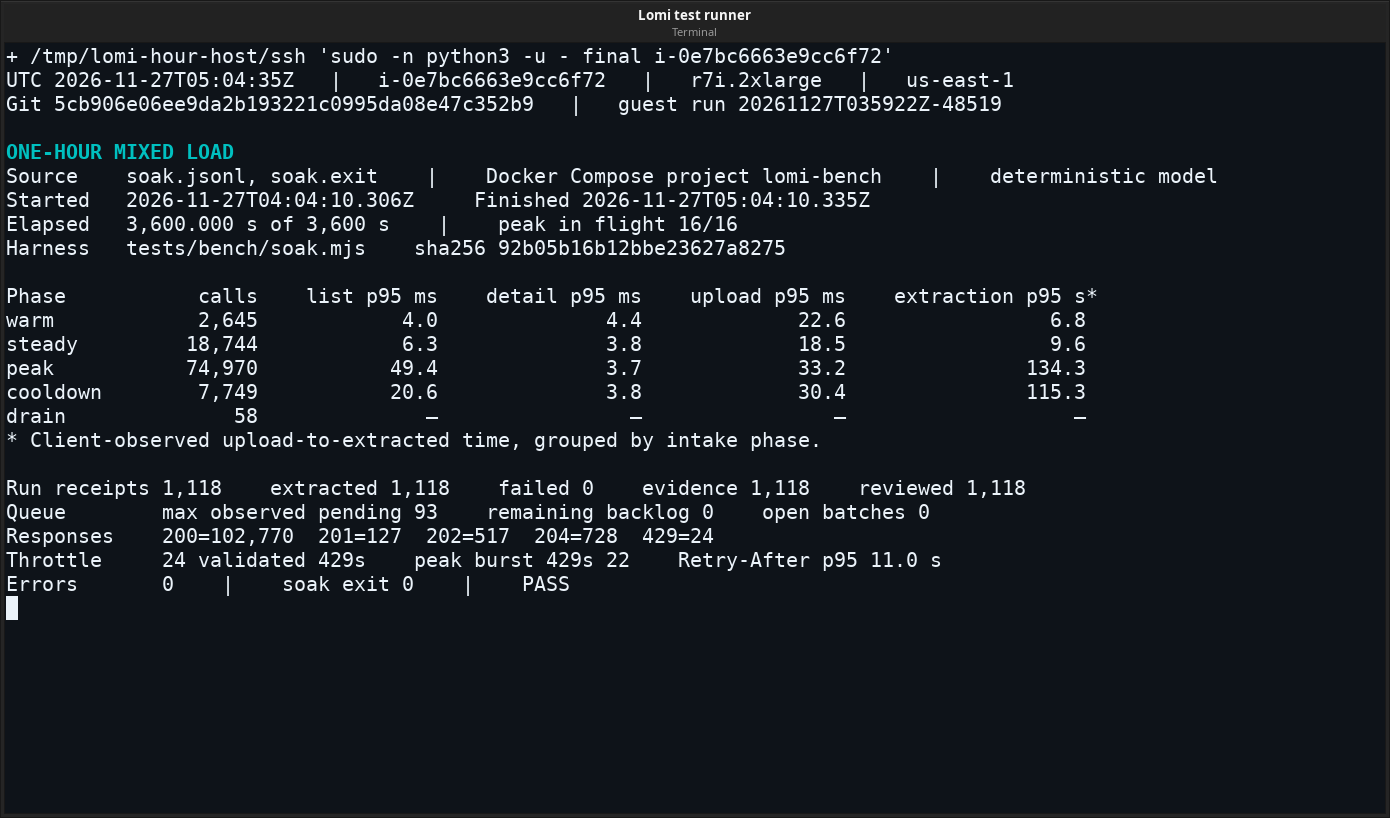 Lomi test runner
Terminal
+ /tmp/lomi-hour-host/ssh 'sudo -n python3 -u - final i-0e7bc6663e9cc6f72'
UTC 2026-11-27T05:04:35Z | i-0e7bc6663e9cc6f72 | r7i.2xlarge | us-east-1
Git 5cb906e06ee9da2b193221c0995da08e47c352b9 | guest run 20261127T035922Z-48519
ONE-HOUR MIXED LOAD
Source soak.jsonl, soak.exit | Docker Compose project lomi-bench | deterministic model
Started 2026-11-27T04:04:10.306Z Finished 2026-11-27T05:04:10.335Z
Elapsed 3,600.000 s of 3,600 s | peak in flight 16/16
Harness tests/bench/soak.mjs sha256 92b05b16b12bbe23627a8275
Phase calls list p95 ms detail p95 ms upload p95 ms extraction p95 s*
warm 2,645 4.0 4.4 22.6 6.8
steady 18,744 6.3 3.8 18.5 9.6
peak 74,970 49.4 3.7 33.2 134.3
cooldown 7,749 20.6 3.8 30.4 115.3
drain 58 — — — —
* Client-observed upload-to-extracted time, grouped by intake phase.
Run receipts 1,118 extracted 1,118 failed 0 evidence 1,118 reviewed 1,118
Queue max observed pending 93 remaining backlog 0 open batches 0
Responses 200=102,770 201=127 202=517 204=728 429=24
Throttle 24 validated 429s peak burst 429s 22 Retry-After p95 11.0 s
Errors 0 | soak exit 0 | PASS